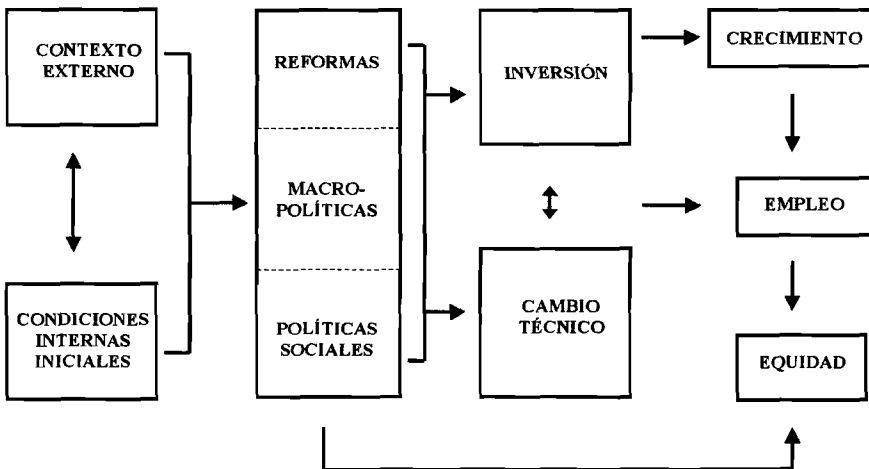 CONTEXTO
EXTERNO
CONDICIONES
INTERNAS
INICIALES
REFORMAS
MACRO-
POLÍTICAS
POLÍTICAS
SOCIALES
INVERSIÓN
CAMBIO
TÉCNICO
CRECIMIENTO
EMPLEO
EQUIDAD